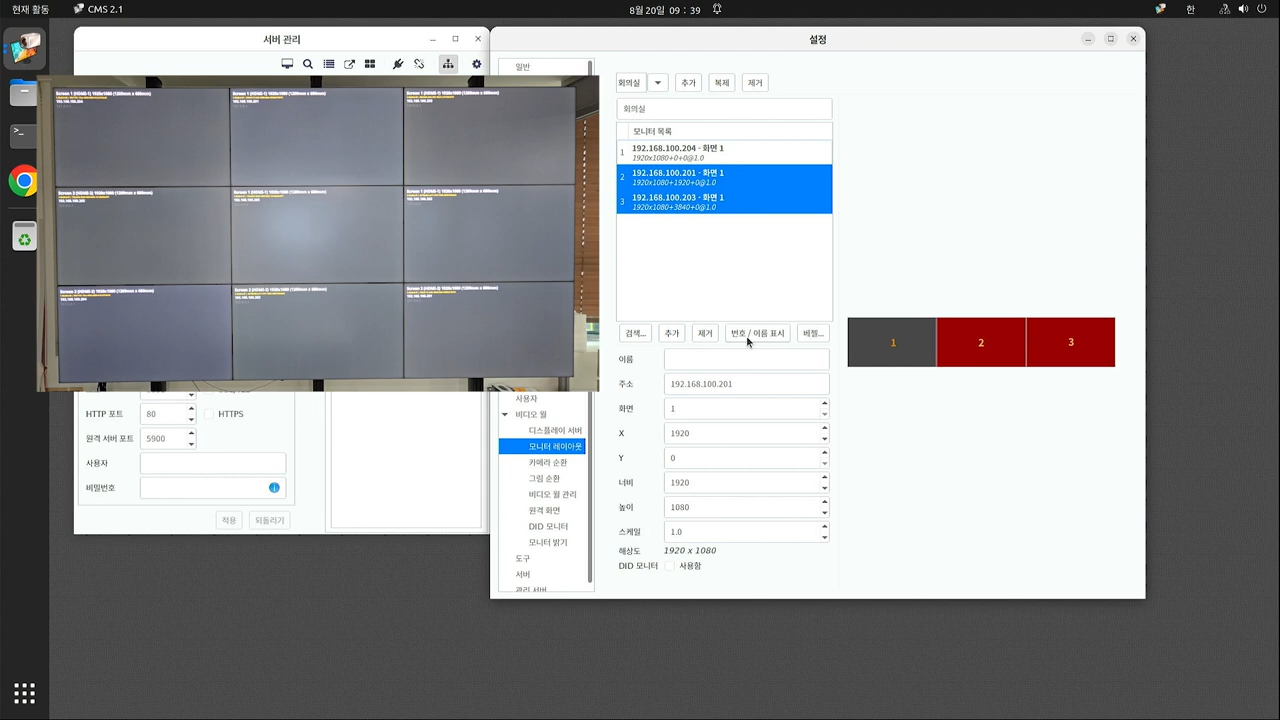 현재 활동
CMS 2.1
8월 20일 09 : 39
한
서버 관리
HTTP 포트
80
HTTPS
원격 서버 포트
5900
사용자
비밀번호
적용
되돌리기
설정
일반
사용자
비디오 월
디스플레이 서버
모니터 레이아웃
카메라 순환
그림 순환
비디오 월 관리
원격 화면
DID 모니터
모니터 밝기
도구
서버
관리 서버
회의실
추가
복제
제거
회의실
모니터 목록
1
192.168.100.204 - 화면 1
1920x1080+0+0@1.0
2
192.168.100.201 - 화면 1
1920x1080+1920+0@1.0
3
192.168.100.203 - 화면 1
1920x1080+3840+0@1.0
검색...
추가
제거
번호 / 이름 표시
베젤...
이름
주소
192.168.100.201
화면
1
X
1920
Y
0
너비
1920
높이
1080
스케일
1.0
해상도
1920 x 1080
DID 모니터
사용함
1
2
3